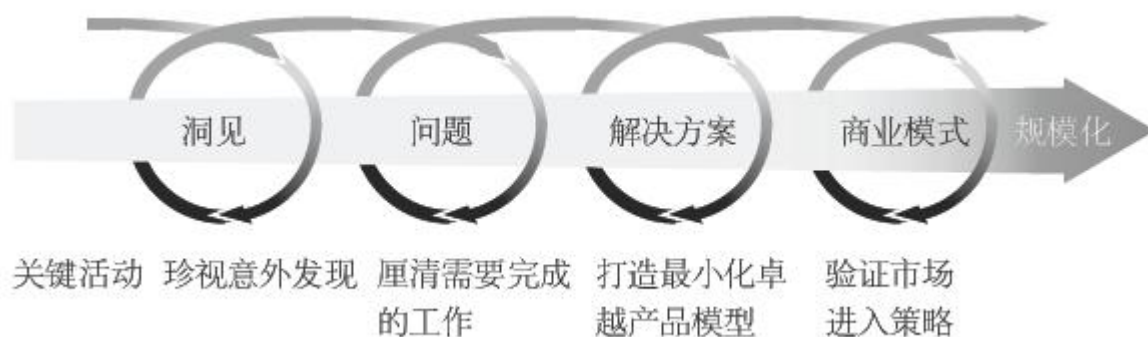 洞见 问题 解决方案 商业模式 规模化
关键活动 珍视意外发现 厘清需要完成 打造最小化卓 验证市场
的工作 越产品模型 进入策略